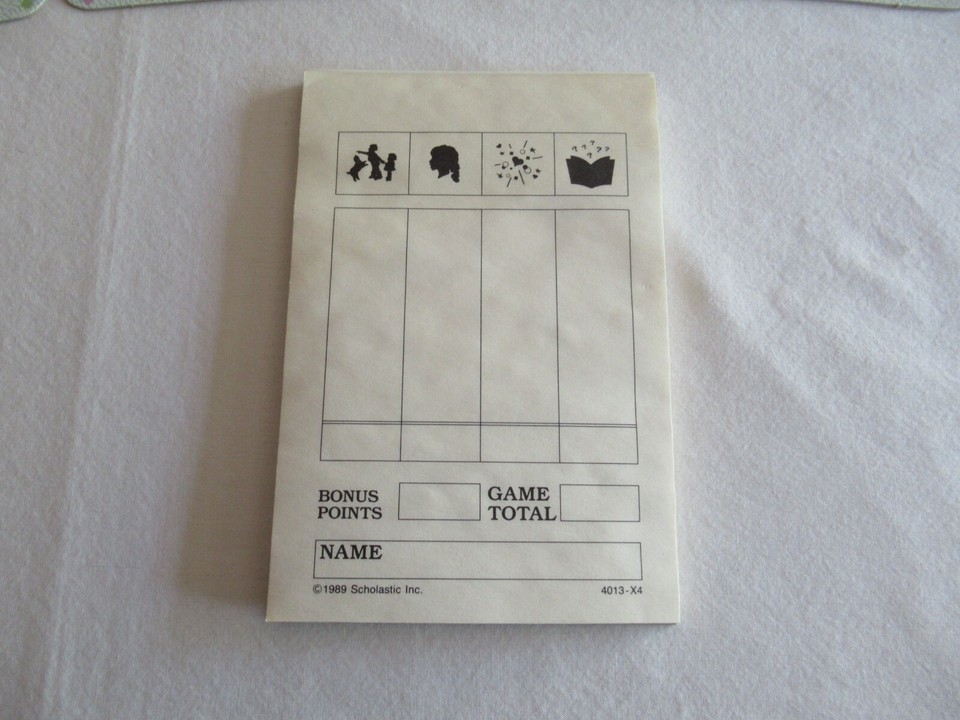 ? ? ? ? ? ?
BONUS
POINTS
GAME
TOTAL
NAME
©1989 Scholastic Inc.
4013-X4